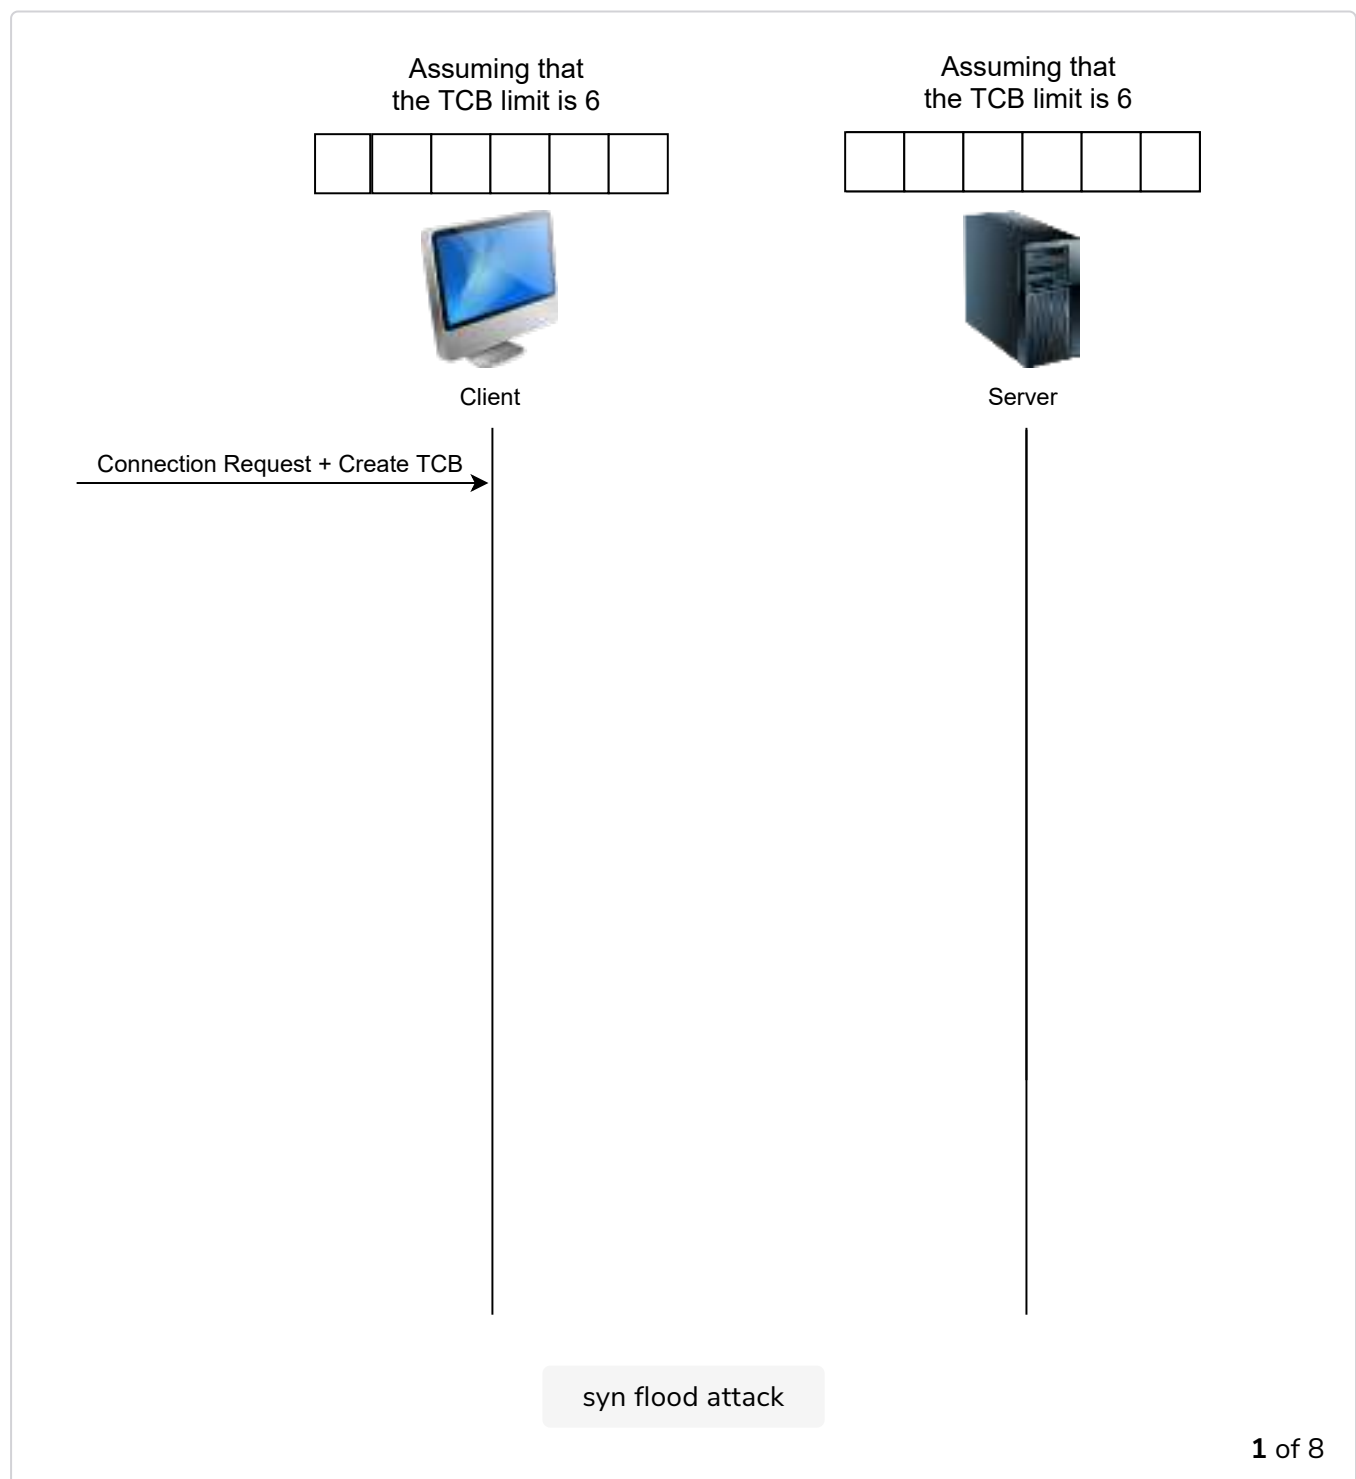 Assuming that
the TCB limit is 6
Assuming that
the TCB limit is 6
Client
Server
Connection Request + Create TCB
syn flood attack
1 of 8